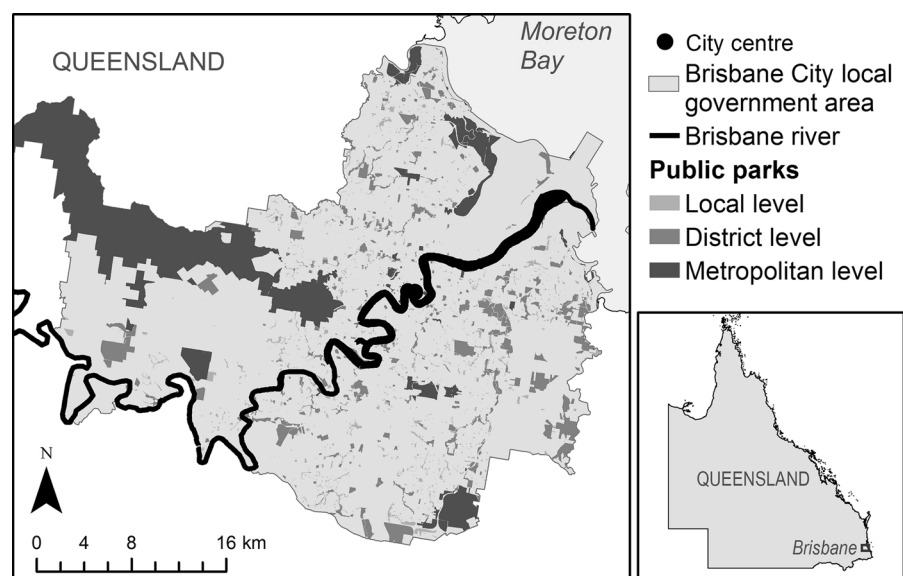 QUEENSLAND
Moreton
Bay
N
0 4 8 16 km
City centre
Brisbane City local
government area
Brisbane river
Public parks
Local level
District level
Metropolitan level
QUEENSLAND
Brisbane